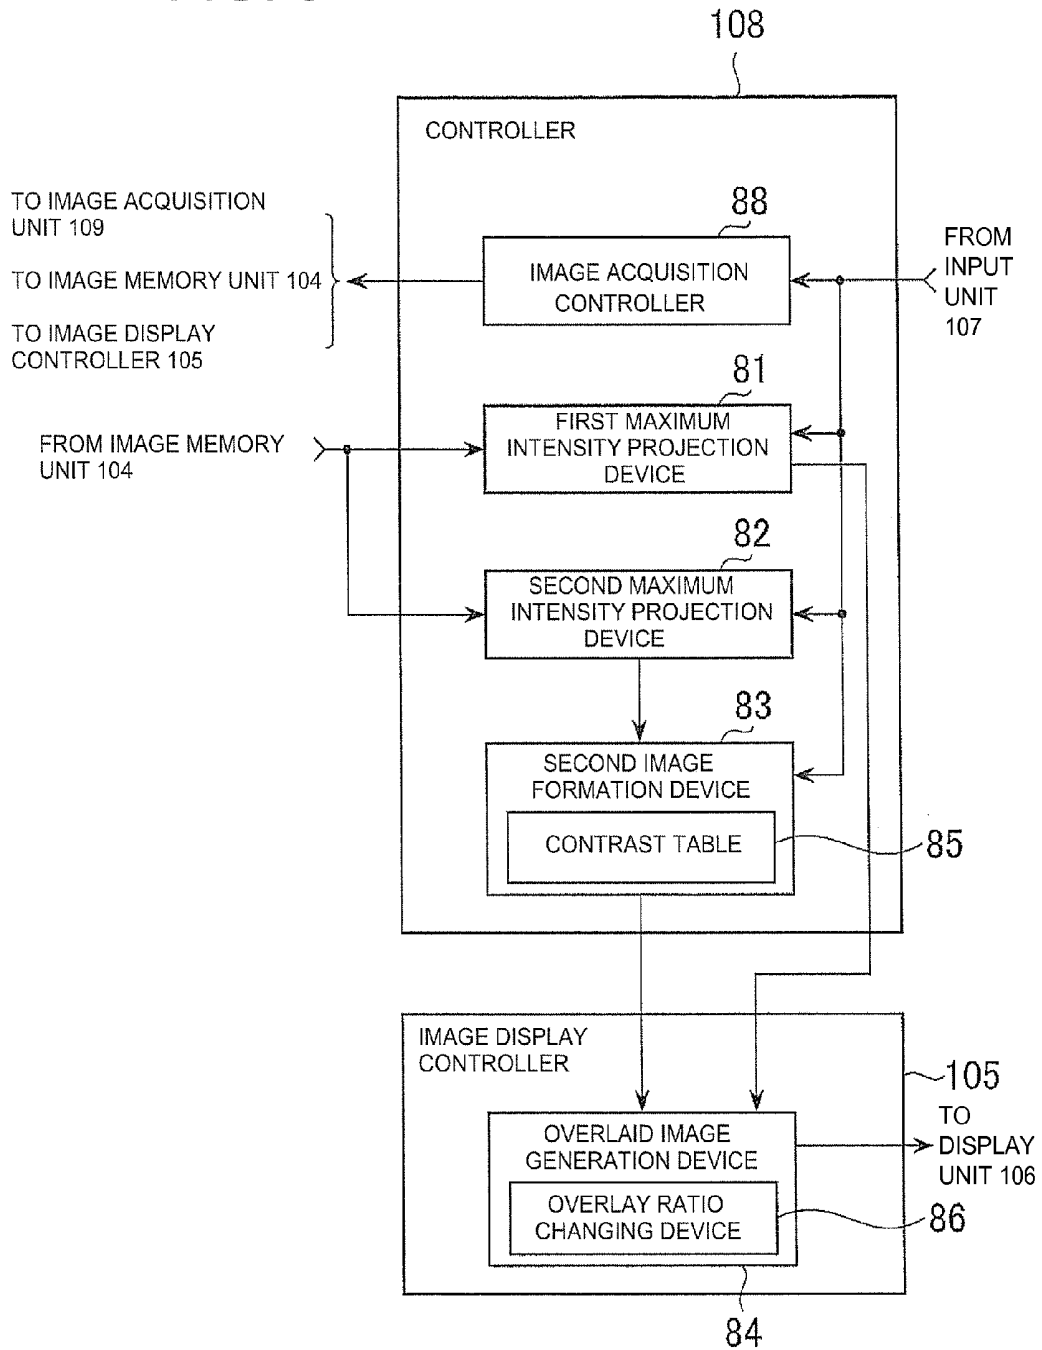 108
CONTROLLER
TO IMAGE ACQUISITION
UNIT 109
TO IMAGE MEMORY UNIT 104
TO IMAGE DISPLAY
CONTROLLER 105
88
IMAGE ACQUISITION
CONTROLLER
FROM
INPUT
UNIT
107
81
FIRST MAXIMUM
INTENSITY PROJECTION
DEVICE
FROM IMAGE MEMORY
UNIT 104
82
SECOND MAXIMUM
INTENSITY PROJECTION
DEVICE
83
SECOND IMAGE
FORMATION DEVICE
CONTRAST TABLE
85
IMAGE DISPLAY
CONTROLLER
105
OVERLAID IMAGE
GENERATION DEVICE
TO
DISPLAY
UNIT 106
OVERLAY RATIO
CHANGING DEVICE
86
84